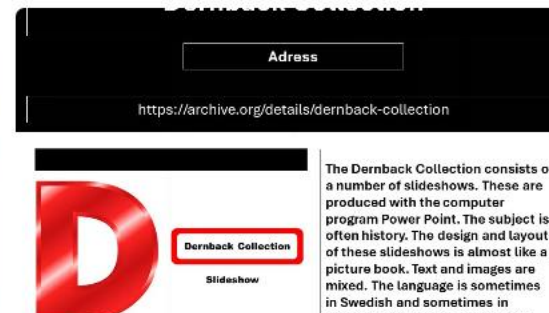 Dernback Collection
Adress
https://archive.org/details/dernback-collection
D
Dernback Collection
Slideshow
The Dernback Collection consists
a number of slideshows. These are
produced with the computer
program Power Point. The subject is
often history. The design and layout
of these slideshows is almost like a
picture book. Text and images are
mixed. The language is sometimes
in Swedish and sometimes in